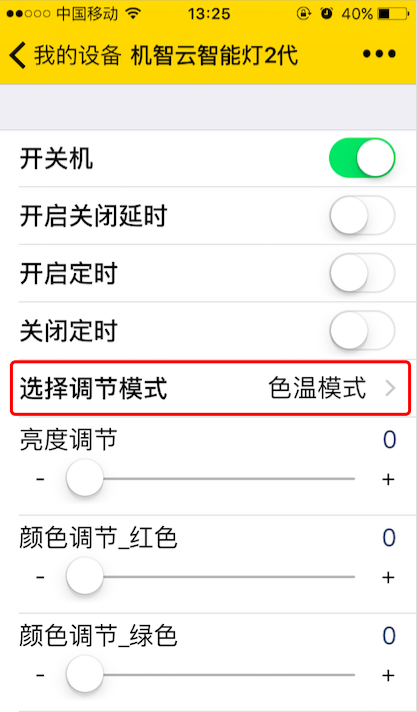 中国移动 13:25 40%
我的设备 机智云智能灯2代 •••
开关机
开启关闭延时
开启定时
关闭定时
选择调节模式 色温模式
亮度调节 0
- +
颜色调节_红色 0
- +
颜色调节_绿色 0
- +